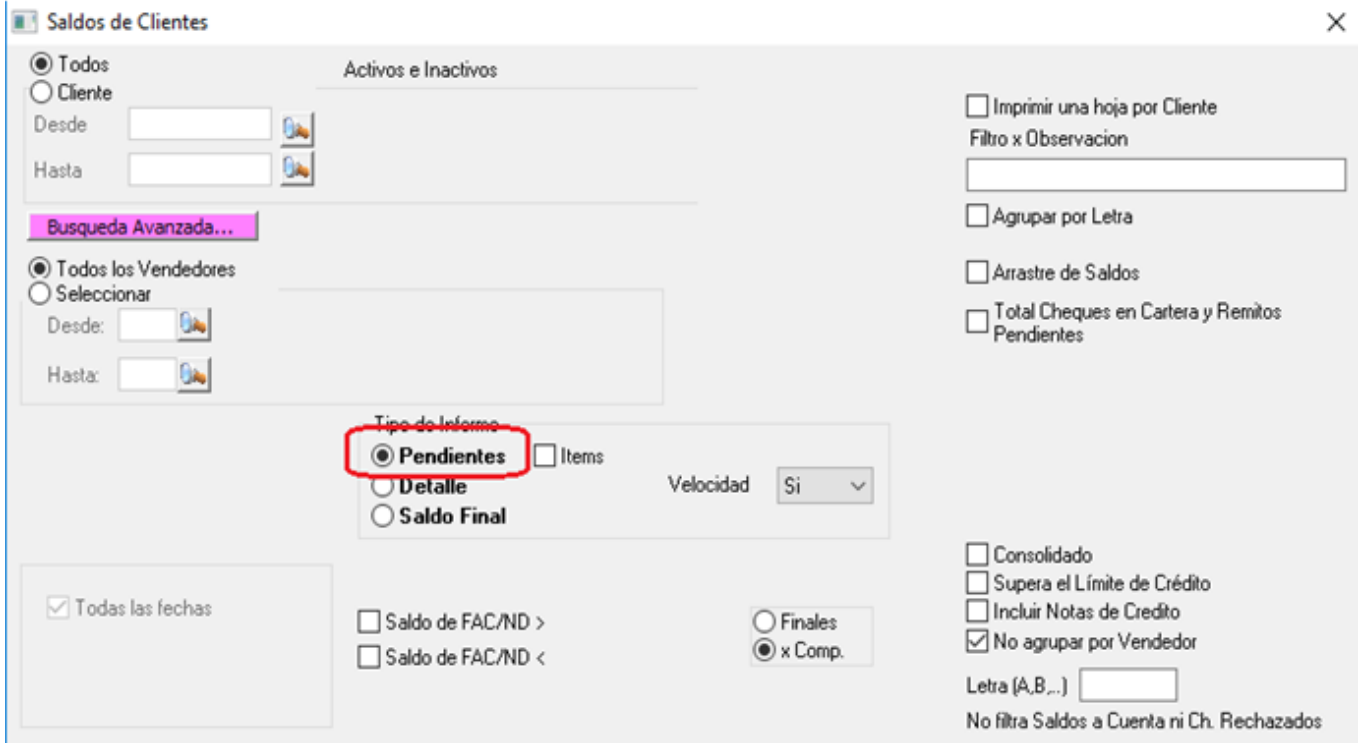 Saldos de Clientes
Todos
Activos e Inactivos
Cliente
Desde
Hasta
Busqueda Avanzada...
Todos los Vendedores
Seleccionar
Desde:
Hasta:
Imprimir una hoja por Cliente
Filtro x Observacion
Agrupar por Letra
Arrastre de Saldos
Total Cheques en Cartera y Remitos
Pendientes
Tipo de Informe
Pendientes
Items
Detalle
Velocidad
Si
Saldo Final
Todas las fechas
Saldo de FAC/ND >
Saldo de FAC/ND <
Finales
x Comp.
Consolidado
Supera el Límite de Crédito
Incluir Notas de Credito
No agrupar por Vendedor
Letra (A,B,..)
No filtra Saldos a Cuenta ni Ch. Rechazados